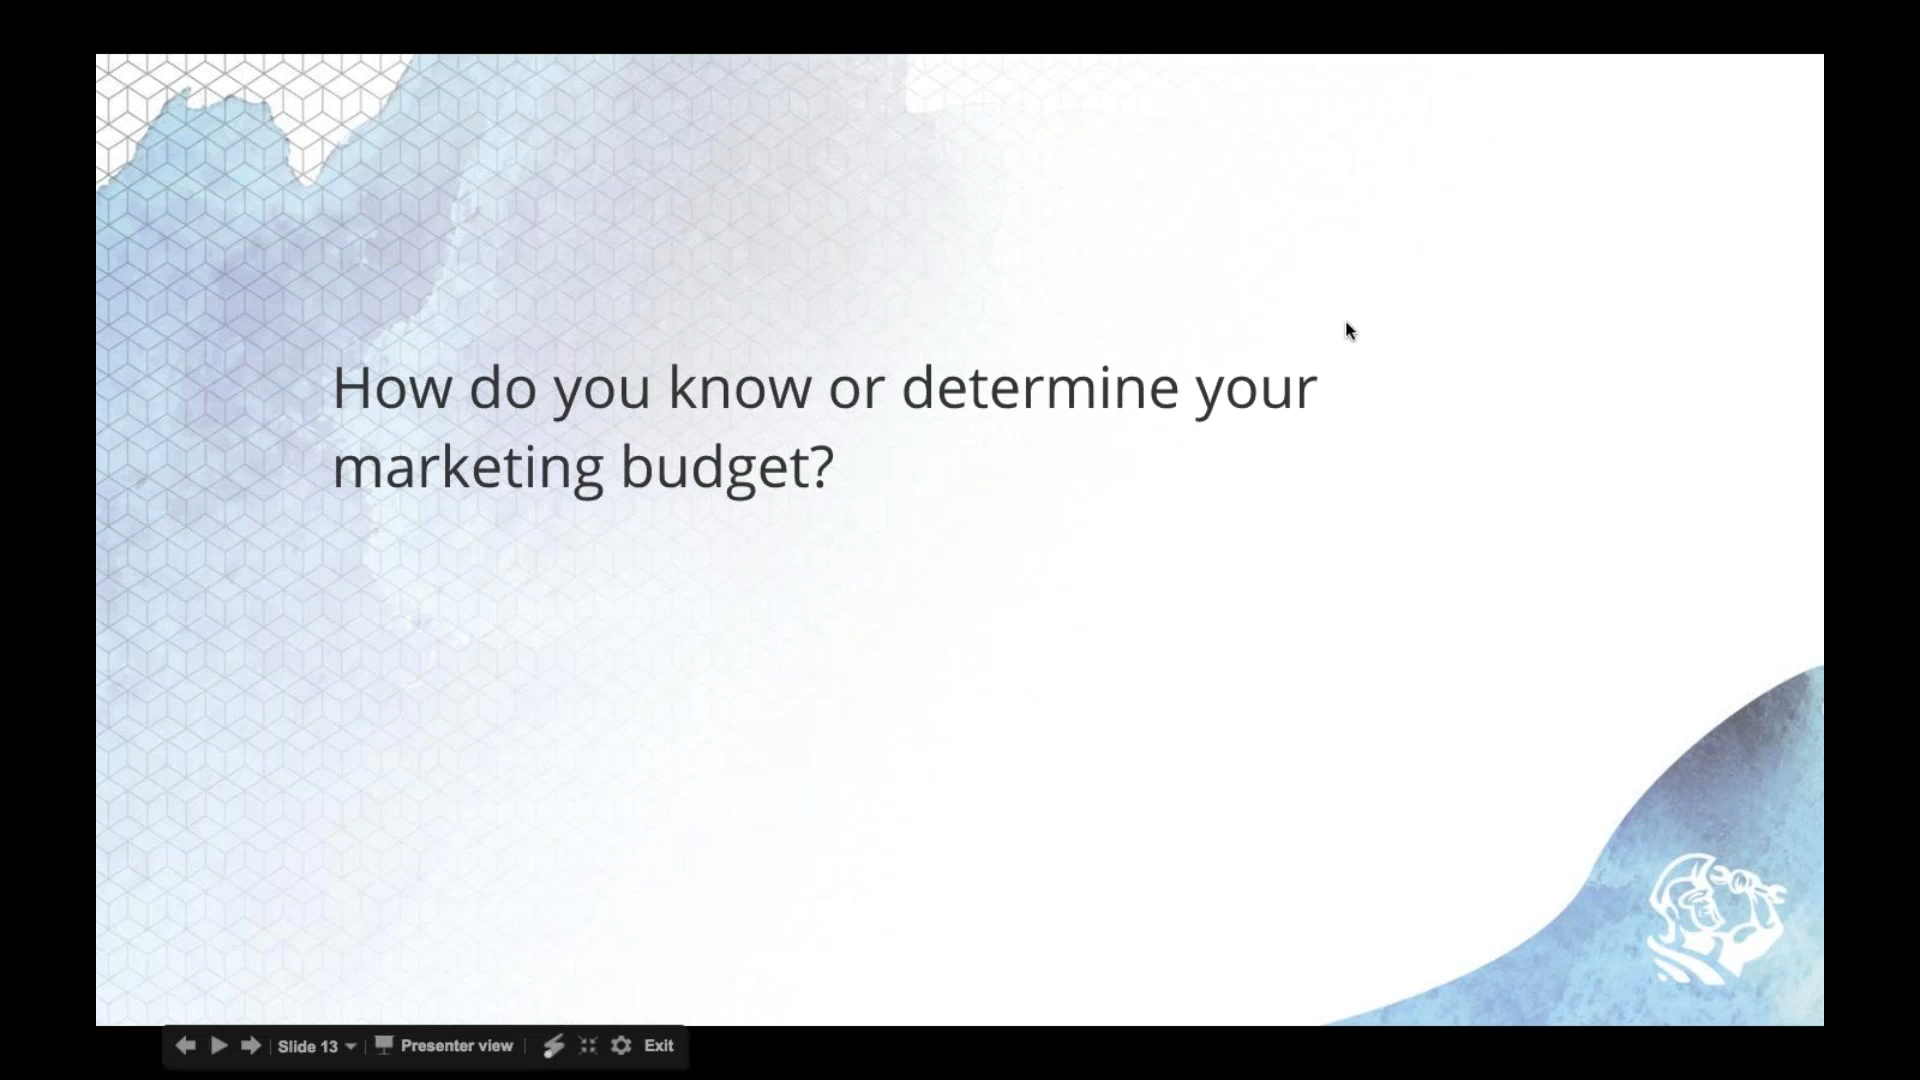 How do you know or determine your
marketing budget?
Slide 13 Presenter view Exit